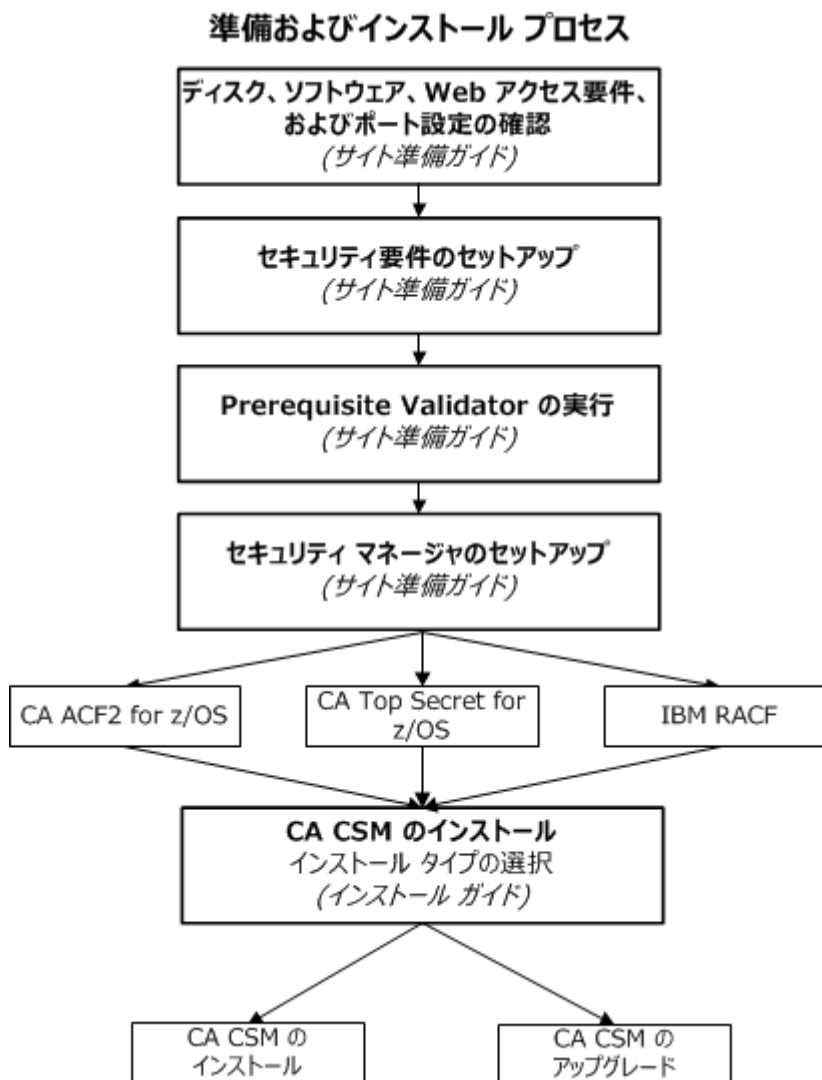 準備およびインストール プロセス
ディスク、ソフトウェア、Web アクセス要件、
およびポート設定の確認
(サイト準備ガイド)
セキュリティ要件のセットアップ
(サイト準備ガイド)
Prerequisite Validator の実行
(サイト準備ガイド)
セキュリティ マネージャのセットアップ
(サイト準備ガイド)
CA ACF2 for z/OS
CA Top Secret for
z/OS
IBM RACF
CA CSM のインストール
インストール タイプの選択
(インストール ガイド)
CA CSM の
インストール
CA CSM の
アップグレード